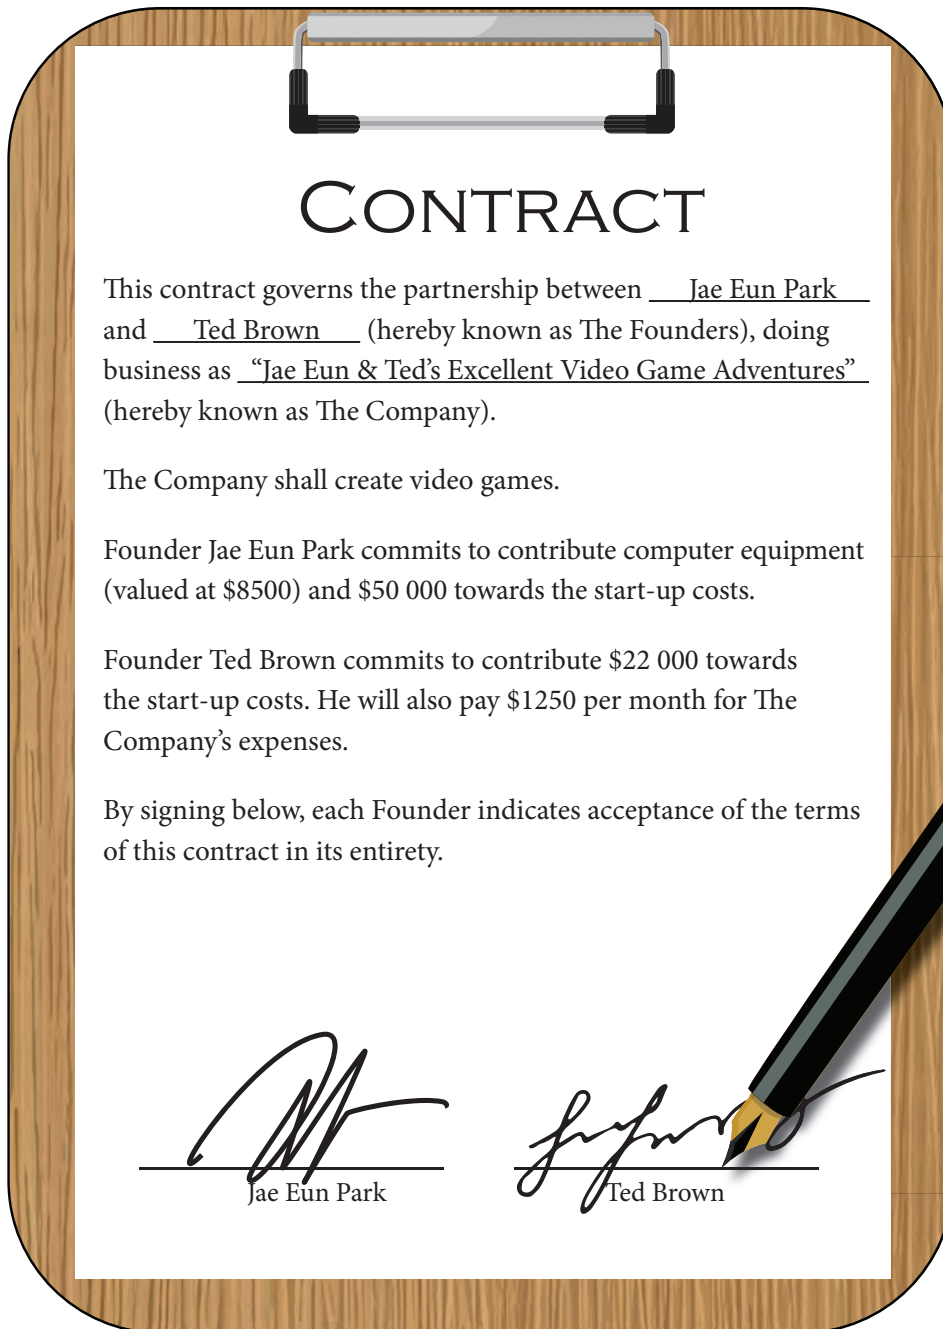 CONTRACT
This contract governs the partnership between Jae Eun Park
and Ted Brown (hereby known as The Founders), doing
business as “Jae Eun & Ted’s Excellent Video Game Adventures”
(hereby known as The Company).
The Company shall create video games.
Founder Jae Eun Park commits to contribute computer equipment
(valued at $8500) and $50 000 towards the start-up costs.
Founder Ted Brown commits to contribute $22 000 towards
the start-up costs. He will also pay $1250 per month for The
Company’s expenses.
By signing below, each Founder indicates acceptance of the terms
of this contract in its entirety.
Jae Eun Park
Ted Brown